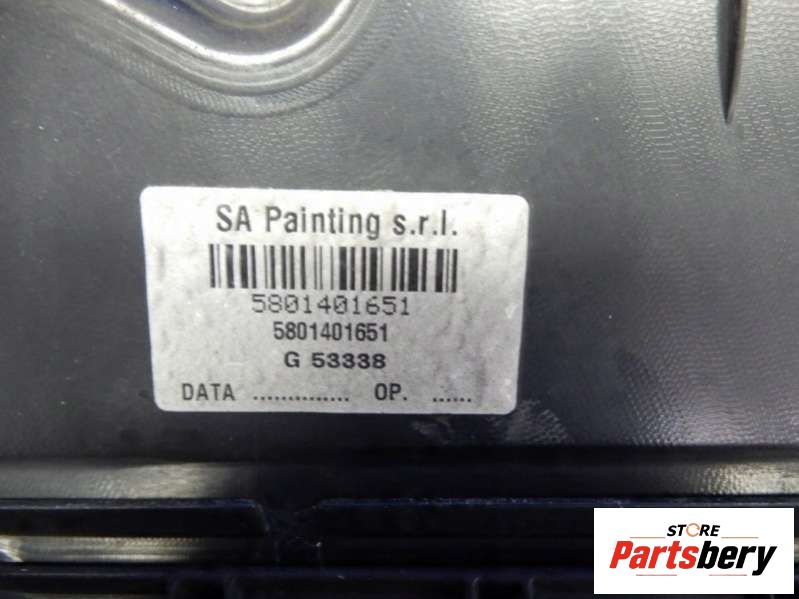 SA Painting s.r.l.
5801401651
5801401651
G 53338
DATA .............. OP. ......
STORE
Partsbery